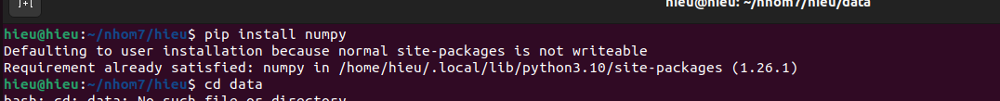 hieu@hieu: ~/nhom7/hieu/data
hieu@hieu:~/nhom7/hieu$ pip install numpy
Defaulting to user installation because normal site-packages is not writeable
Requirement already satisfied: numpy in /home/hieu/.local/lib/python3.10/site-packages (1.26.1)
hieu@hieu:~/nhom7/hieu$ cd data
bash: cd: data: No such file or directory